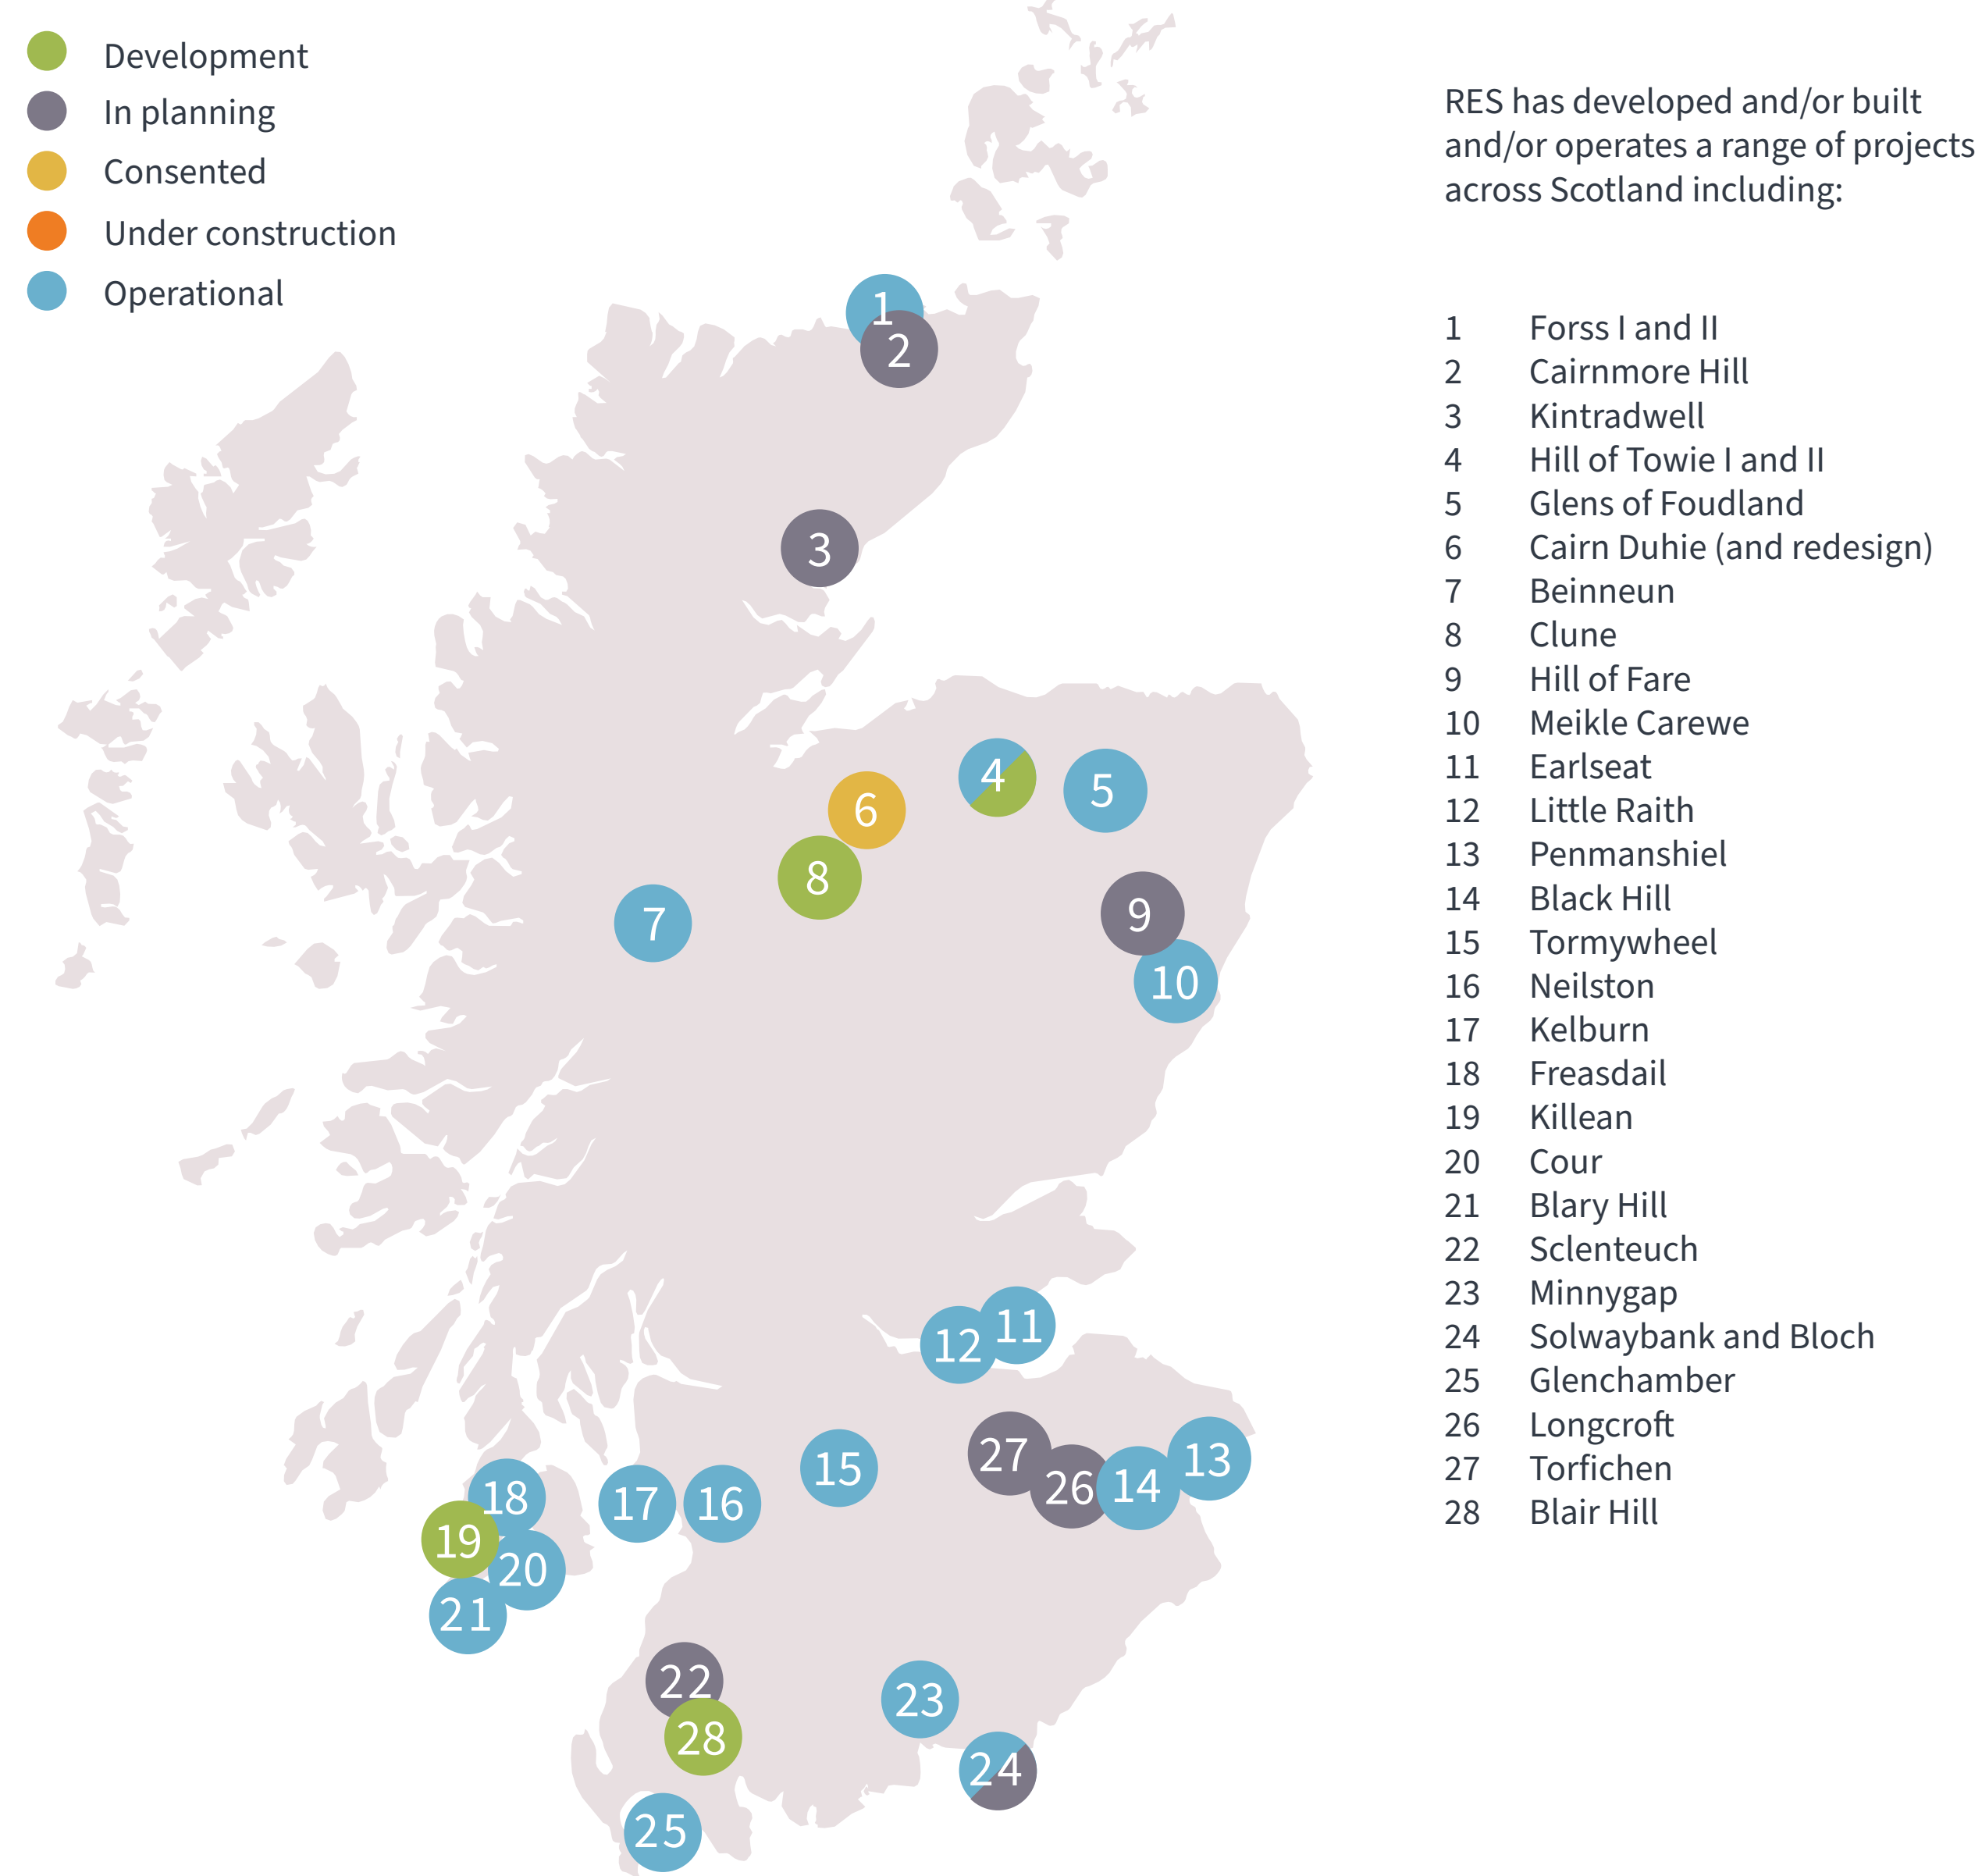 Development
In planning
Consented
Under construction
Operational
RES has developed and/or built
and/or operates a range of projects
across Scotland including:
1 Forss I and II
2 Cairnmore Hill
3 Kintradwell
4 Hill of Towie I and II
5 Glens of Foudland
6 Cairn Duhie (and redesign)
7 Beinneun
8 Clune
9 Hill of Fare
10 Meikle Carewe
11 Earlseat
12 Little Raith
13 Penmanshiel
14 Black Hill
15 Tormywheel
16 Neilston
17 Kelburn
18 Freasdail
19 Killean
20 Cour
21 Blary Hill
22 Sclenteuch
23 Minnygap
24 Solwaybank and Bloch
25 Glenchamber
26 Longcroft
27 Torfichen
28 Blair Hill
1
2
3
4
5
6
8
7
9
10
11
12
27
13
15
26
14
18
17
16
19
20
21
22
23
28
24
25